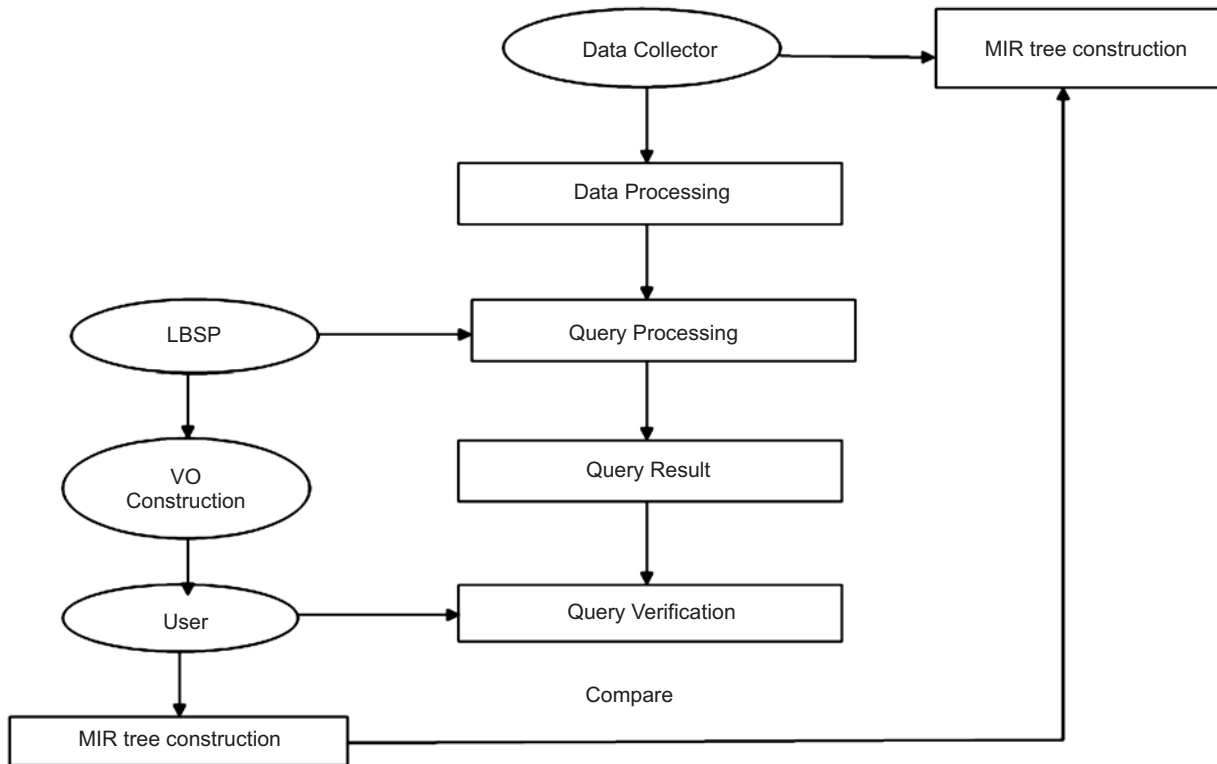 Data Collector
MIR tree construction
Data Processing
LBSP
Query Processing
VO
Construction
Query Result
User
Query Verification
Compare
MIR tree construction